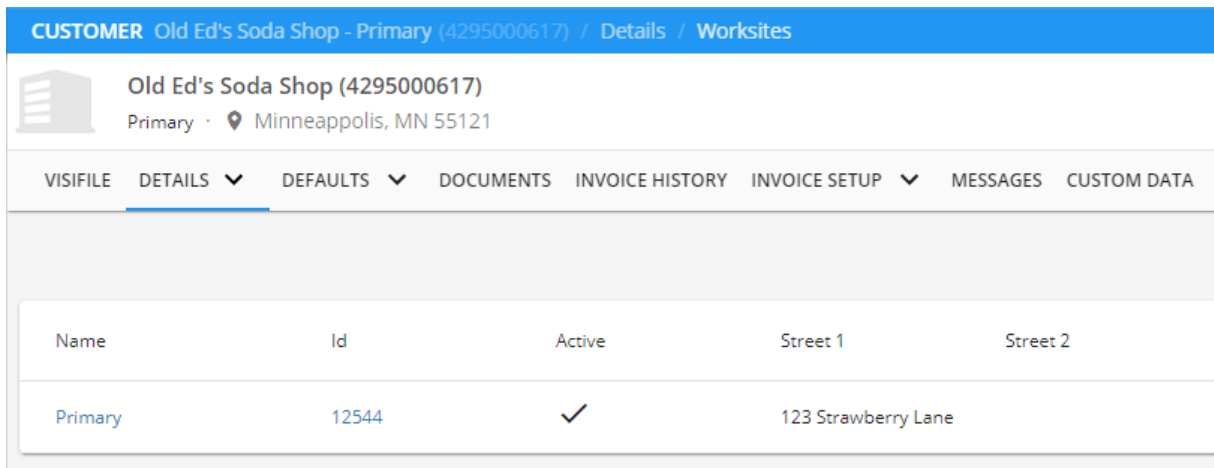 CUSTOMER Old Ed's Soda Shop - Primary (4295000617) / Details / Worksites
Old Ed's Soda Shop (4295000617)
Primary · Minneappolis, MN 55121
VISIFILE DETAILS DEFAULTS DOCUMENTS INVOICE HISTORY INVOICE SETUP MESSAGES CUSTOM DATA
Name Id Active Street 1 Street 2
Primary 12544 123 Strawberry Lane